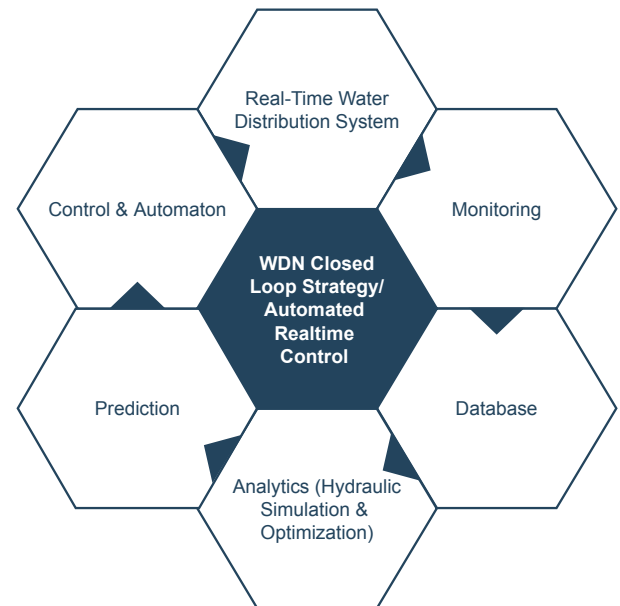 Real-Time Water
Distribution System
Control & Automaton
Monitoring
WDN Closed
Loop Strategy/
Automated
Realtime
Control
Prediction
Database
Analytics (Hydraulic
Simulation &
Optimization)